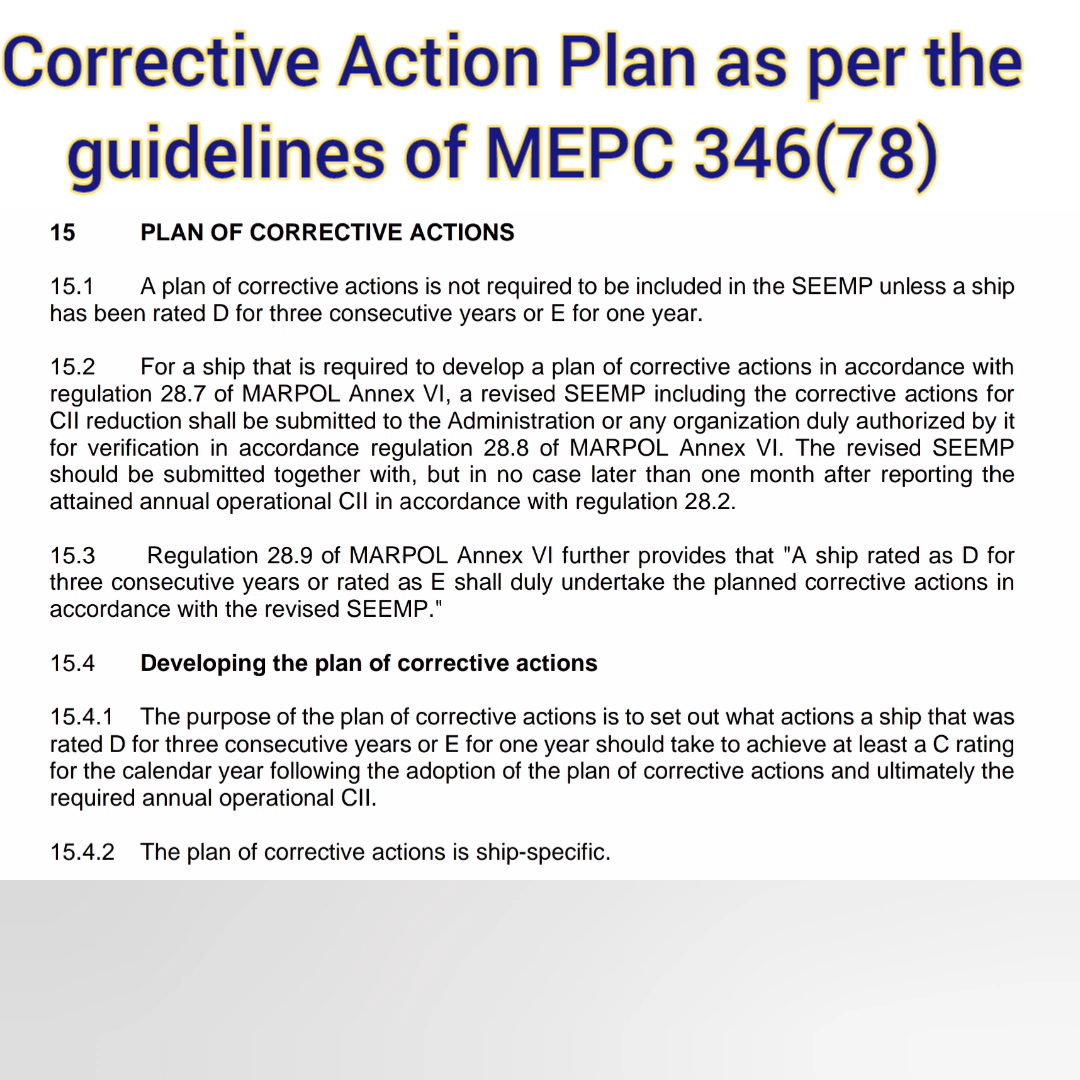 Corrective Action Plan as per the
guidelines of MEPC 346(78)
15 PLAN OF CORRECTIVE ACTIONS
15.1 A plan of corrective actions is not required to be included in the SEEMP unless a ship
has been rated D for three consecutive years or E for one year.
15.2 For a ship that is required to develop a plan of corrective actions in accordance with
regulation 28.7 of MARPOL Annex VI, a revised SEEMP including the corrective actions for
CII reduction shall be submitted to the Administration or any organization duly authorized by it
for verification in accordance regulation 28.8 of MARPOL Annex VI. The revised SEEMP
should be submitted together with, but in no case later than one month after reporting the
attained annual operational CII in accordance with regulation 28.2.
15.3 Regulation 28.9 of MARPOL Annex VI further provides that "A ship rated as D for
three consecutive years or rated as E shall duly undertake the planned corrective actions in
accordance with the revised SEEMP."
15.4 Developing the plan of corrective actions
15.4.1 The purpose of the plan of corrective actions is to set out what actions a ship that was
rated D for three consecutive years or E for one year should take to achieve at least a C rating
for the calendar year following the adoption of the plan of corrective actions and ultimately the
required annual operational CII.
15.4.2 The plan of corrective actions is ship-specific.